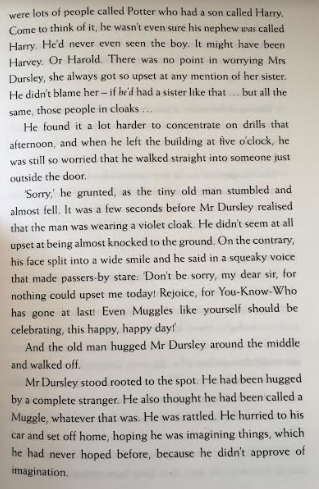 were lots of people called Potter who had a son called Harry.
Come to think of it, he wasn't even sure his nephew was called
Harry. He'd never even seen the boy. It might have been
Harvey. Or Harold. There was no point in worrying Mrs
Dursley, she always got so upset at any mention of her sister.
He didn't blame her – if he'd had a sister like that ... but all the
same, those people in cloaks ...
He found it a lot harder to concentrate on drills that
afternoon, and when he left the building at five o'clock, he
was still so worried that he walked straight into someone just
outside the door.
'Sorry,' he grunted, as the tiny old man stumbled and
almost fell. It was a few seconds before Mr Dursley realised
that the man was wearing a violet cloak. He didn't seem at all
upset at being almost knocked to the ground. On the contrary,
his face split into a wide smile and he said in a squeaky voice
that made passers-by stare: 'Don't be sorry, my dear sir, for
nothing could upset me today! Rejoice, for You-Know-Who
has gone at last! Even Muggles like yourself should be
celebrating, this happy, happy day!'
And the old man hugged Mr Dursley around the middle
and walked off.
Mr Dursley stood rooted to the spot. He had been hugged
by a complete stranger. He also thought he had been called a
Muggle, whatever that was. He was rattled. He hurried to his
car and set off home, hoping he was imagining things, which
he had never hoped before, because he didn't approve of
imagination.